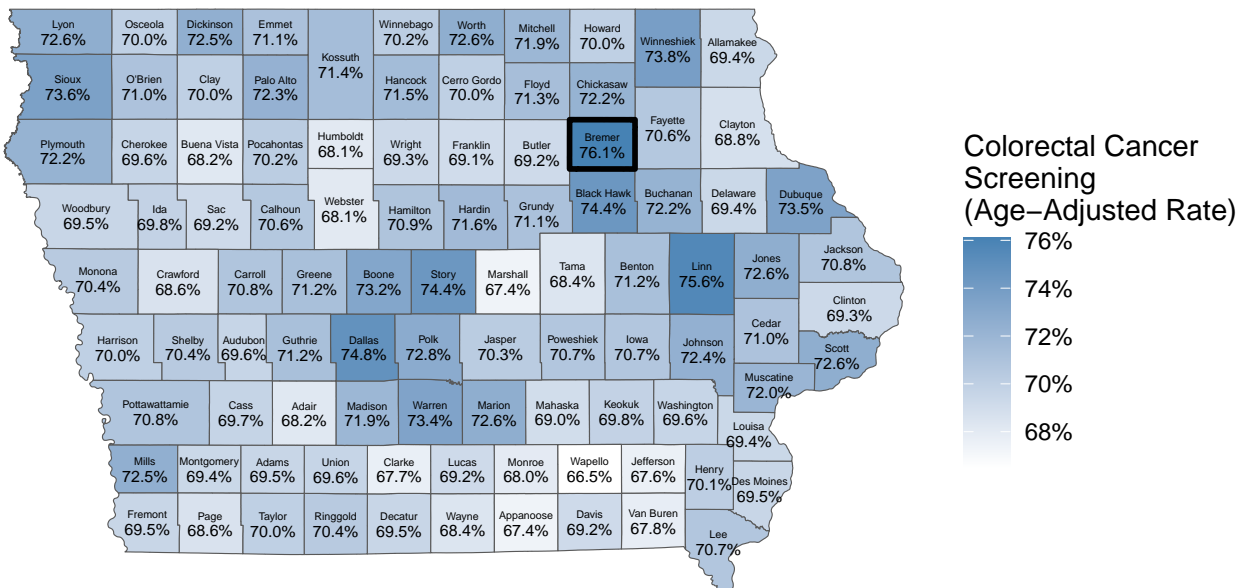 Lyon
72.6%
Osceola
70.0%
Dickinson
72.5%
Emmet
71.1%
Kossuth
71.4%
Winnebago
70.2%
Worth
72.6%
Mitchell
71.9%
Howard
70.0%
Winneshiek
73.8%
Allamakee
69.4%
Sioux
73.6%
O'Brien
71.0%
Clay
70.0%
Palo Alto
72.3%
Hancock
71.5%
Cerro Gordo
70.0%
Floyd
71.3%
Chickasaw
72.2%
Fayette
70.6%
Clayton
68.8%
Plymouth
72.2%
Cherokee
69.6%
Buena Vista
68.2%
Pocahontas
70.2%
Humboldt
68.1%
Wright
69.3%
Franklin
69.1%
Butler
69.2%
Bremer
76.1%
Woodbury
69.5%
Ida
69.8%
Sac
69.2%
Calhoun
70.6%
Webster
68.1%
Hamilton
70.9%
Hardin
71.6%
Grundy
71.1%
Black Hawk
74.4%
Buchanan
72.2%
Delaware
69.4%
Dubuque
73.5%
Monona
70.4%
Crawford
68.6%
Carroll
70.8%
Greene
71.2%
Boone
73.2%
Story
74.4%
Marshall
67.4%
Tama
68.4%
Benton
71.2%
Linn
75.6%
Jones
72.6%
Jackson
70.8%
Clinton
69.3%
Harrison
70.0%
Shelby
70.4%
Audubon
69.6%
Guthrie
71.2%
Dallas
74.8%
Polk
72.8%
Jasper
70.3%
Poweshiek
70.7%
Iowa
70.7%
Johnson
72.4%
Cedar
71.0%
Scott
72.6%
Muscatine
72.0%
Pottawattamie
70.8%
Cass
69.7%
Adair
68.2%
Madison
71.9%
Warren
73.4%
Marion
72.6%
Mahaska
69.0%
Keokuk
69.8%
Washington
69.6%
Louisa
69.4%
Mills
72.5%
Montgomery
69.4%
Adams
69.5%
Union
69.6%
Clarke
67.7%
Lucas
69.2%
Monroe
68.0%
Wapello
66.5%
Jefferson
67.6%
Henry
70.1%
Des Moines
69.5%
Fremont
69.5%
Page
68.6%
Taylor
70.0%
Ringgold
70.4%
Decatur
69.5%
Wayne
68.4%
Appanoose
67.4%
Davis
69.2%
Van Buren
67.8%
Lee
70.7%
Colorectal Cancer
Screening
(Age−Adjusted Rate)
76%
74%
72%
70%
68%